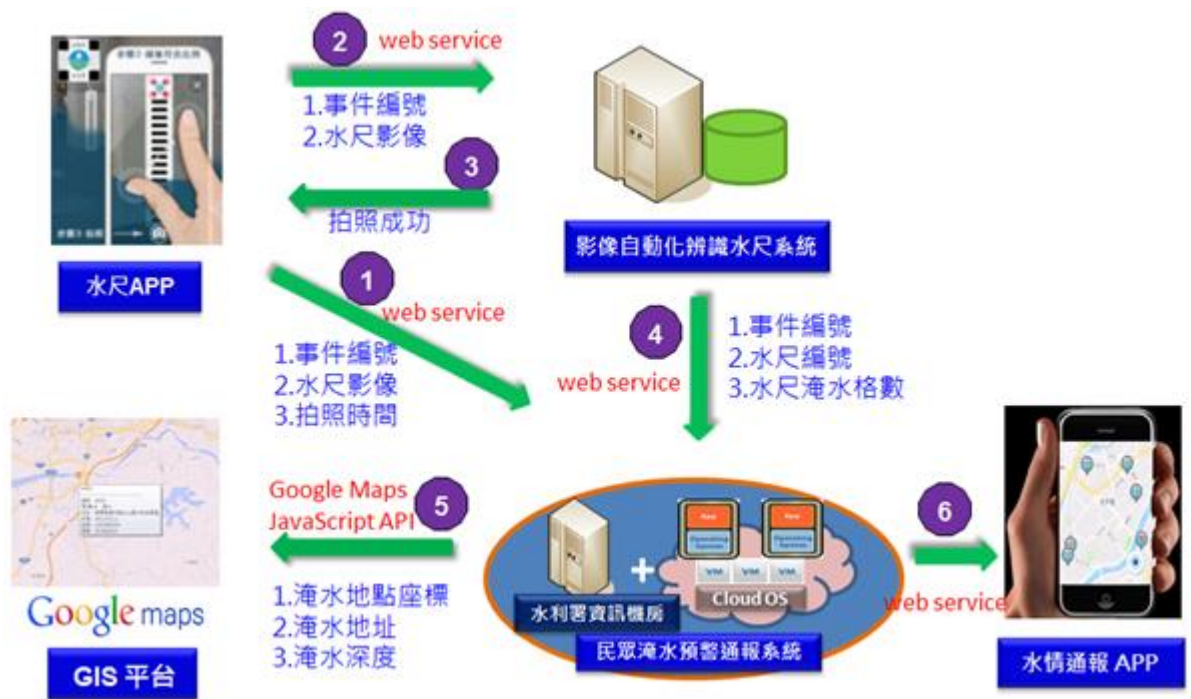 步驟2
2
web service
1.事件編號
2.水尺影像
3
拍照成功
水尺APP
影像自動化辨識水尺系統
1
web service
1.事件編號
2.水尺影像
3.拍照時間
4
web service
1.事件編號
2.水尺編號
3.水尺淹水格數
Google Maps
JavaScript API
5
1.淹水地點座標
2.淹水地址
3.淹水深度
Google maps
GIS 平台
VM
VM
VM
Cloud OS
水利署資訊機房
民眾淹水預警通報系統
6
web service
水情通報 APP